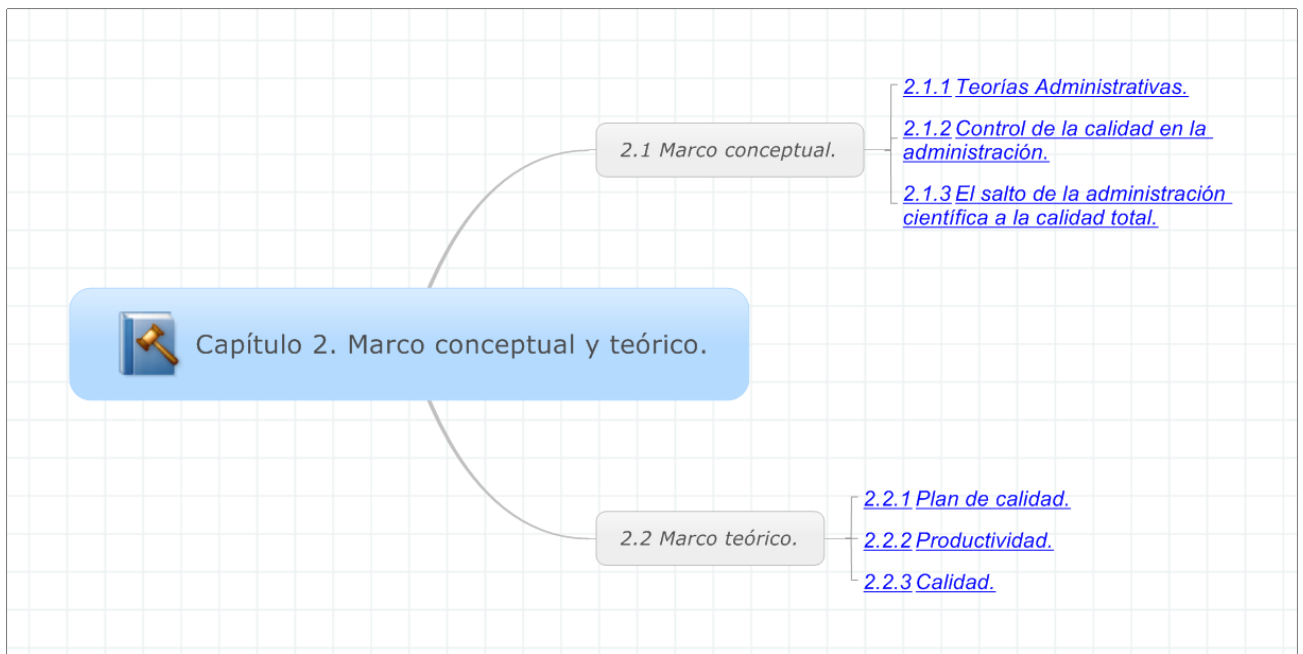 Capítulo 2. Marco conceptual y teórico.
2.1 Marco conceptual.
2.1.1 Teorías Administrativas.
2.1.2 Control de la calidad en la
administración.
2.1.3 El salto de la administración
científica a la calidad total.
2.2 Marco teórico.
2.2.1 Plan de calidad.
2.2.2 Productividad.
2.2.3 Calidad.